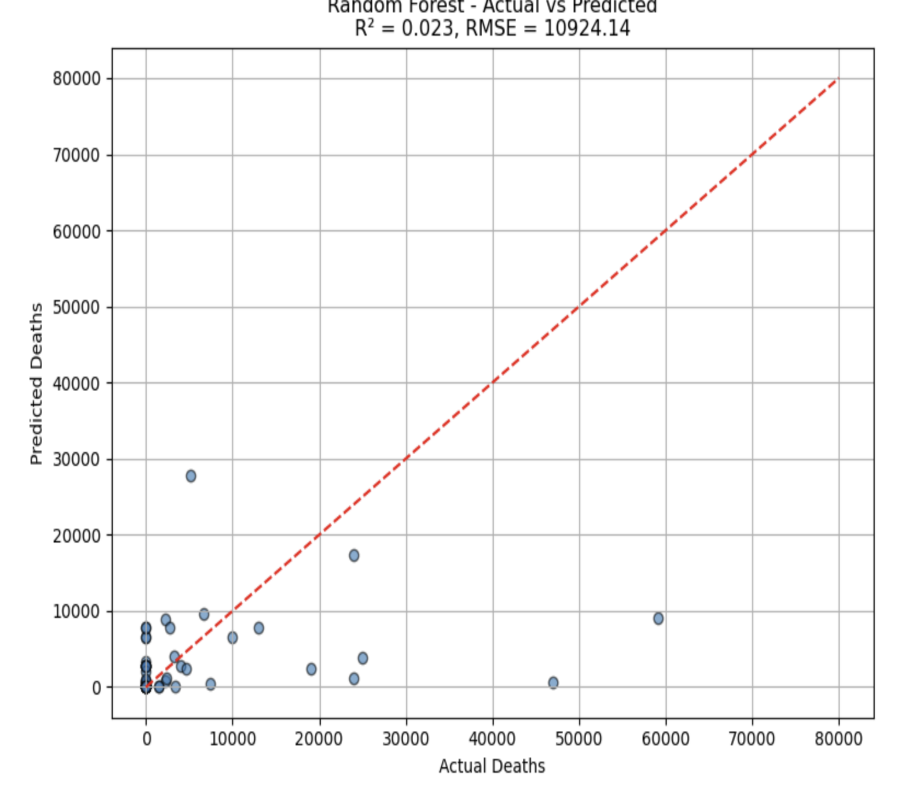 Random Forest - Actual vs Predicted
R² = 0.023, RMSE = 10924.14
80000
70000
60000
50000
40000
30000
20000
10000
0
Predicted Deaths
0 10000 20000 30000 40000 50000 60000 70000 80000
Actual Deaths